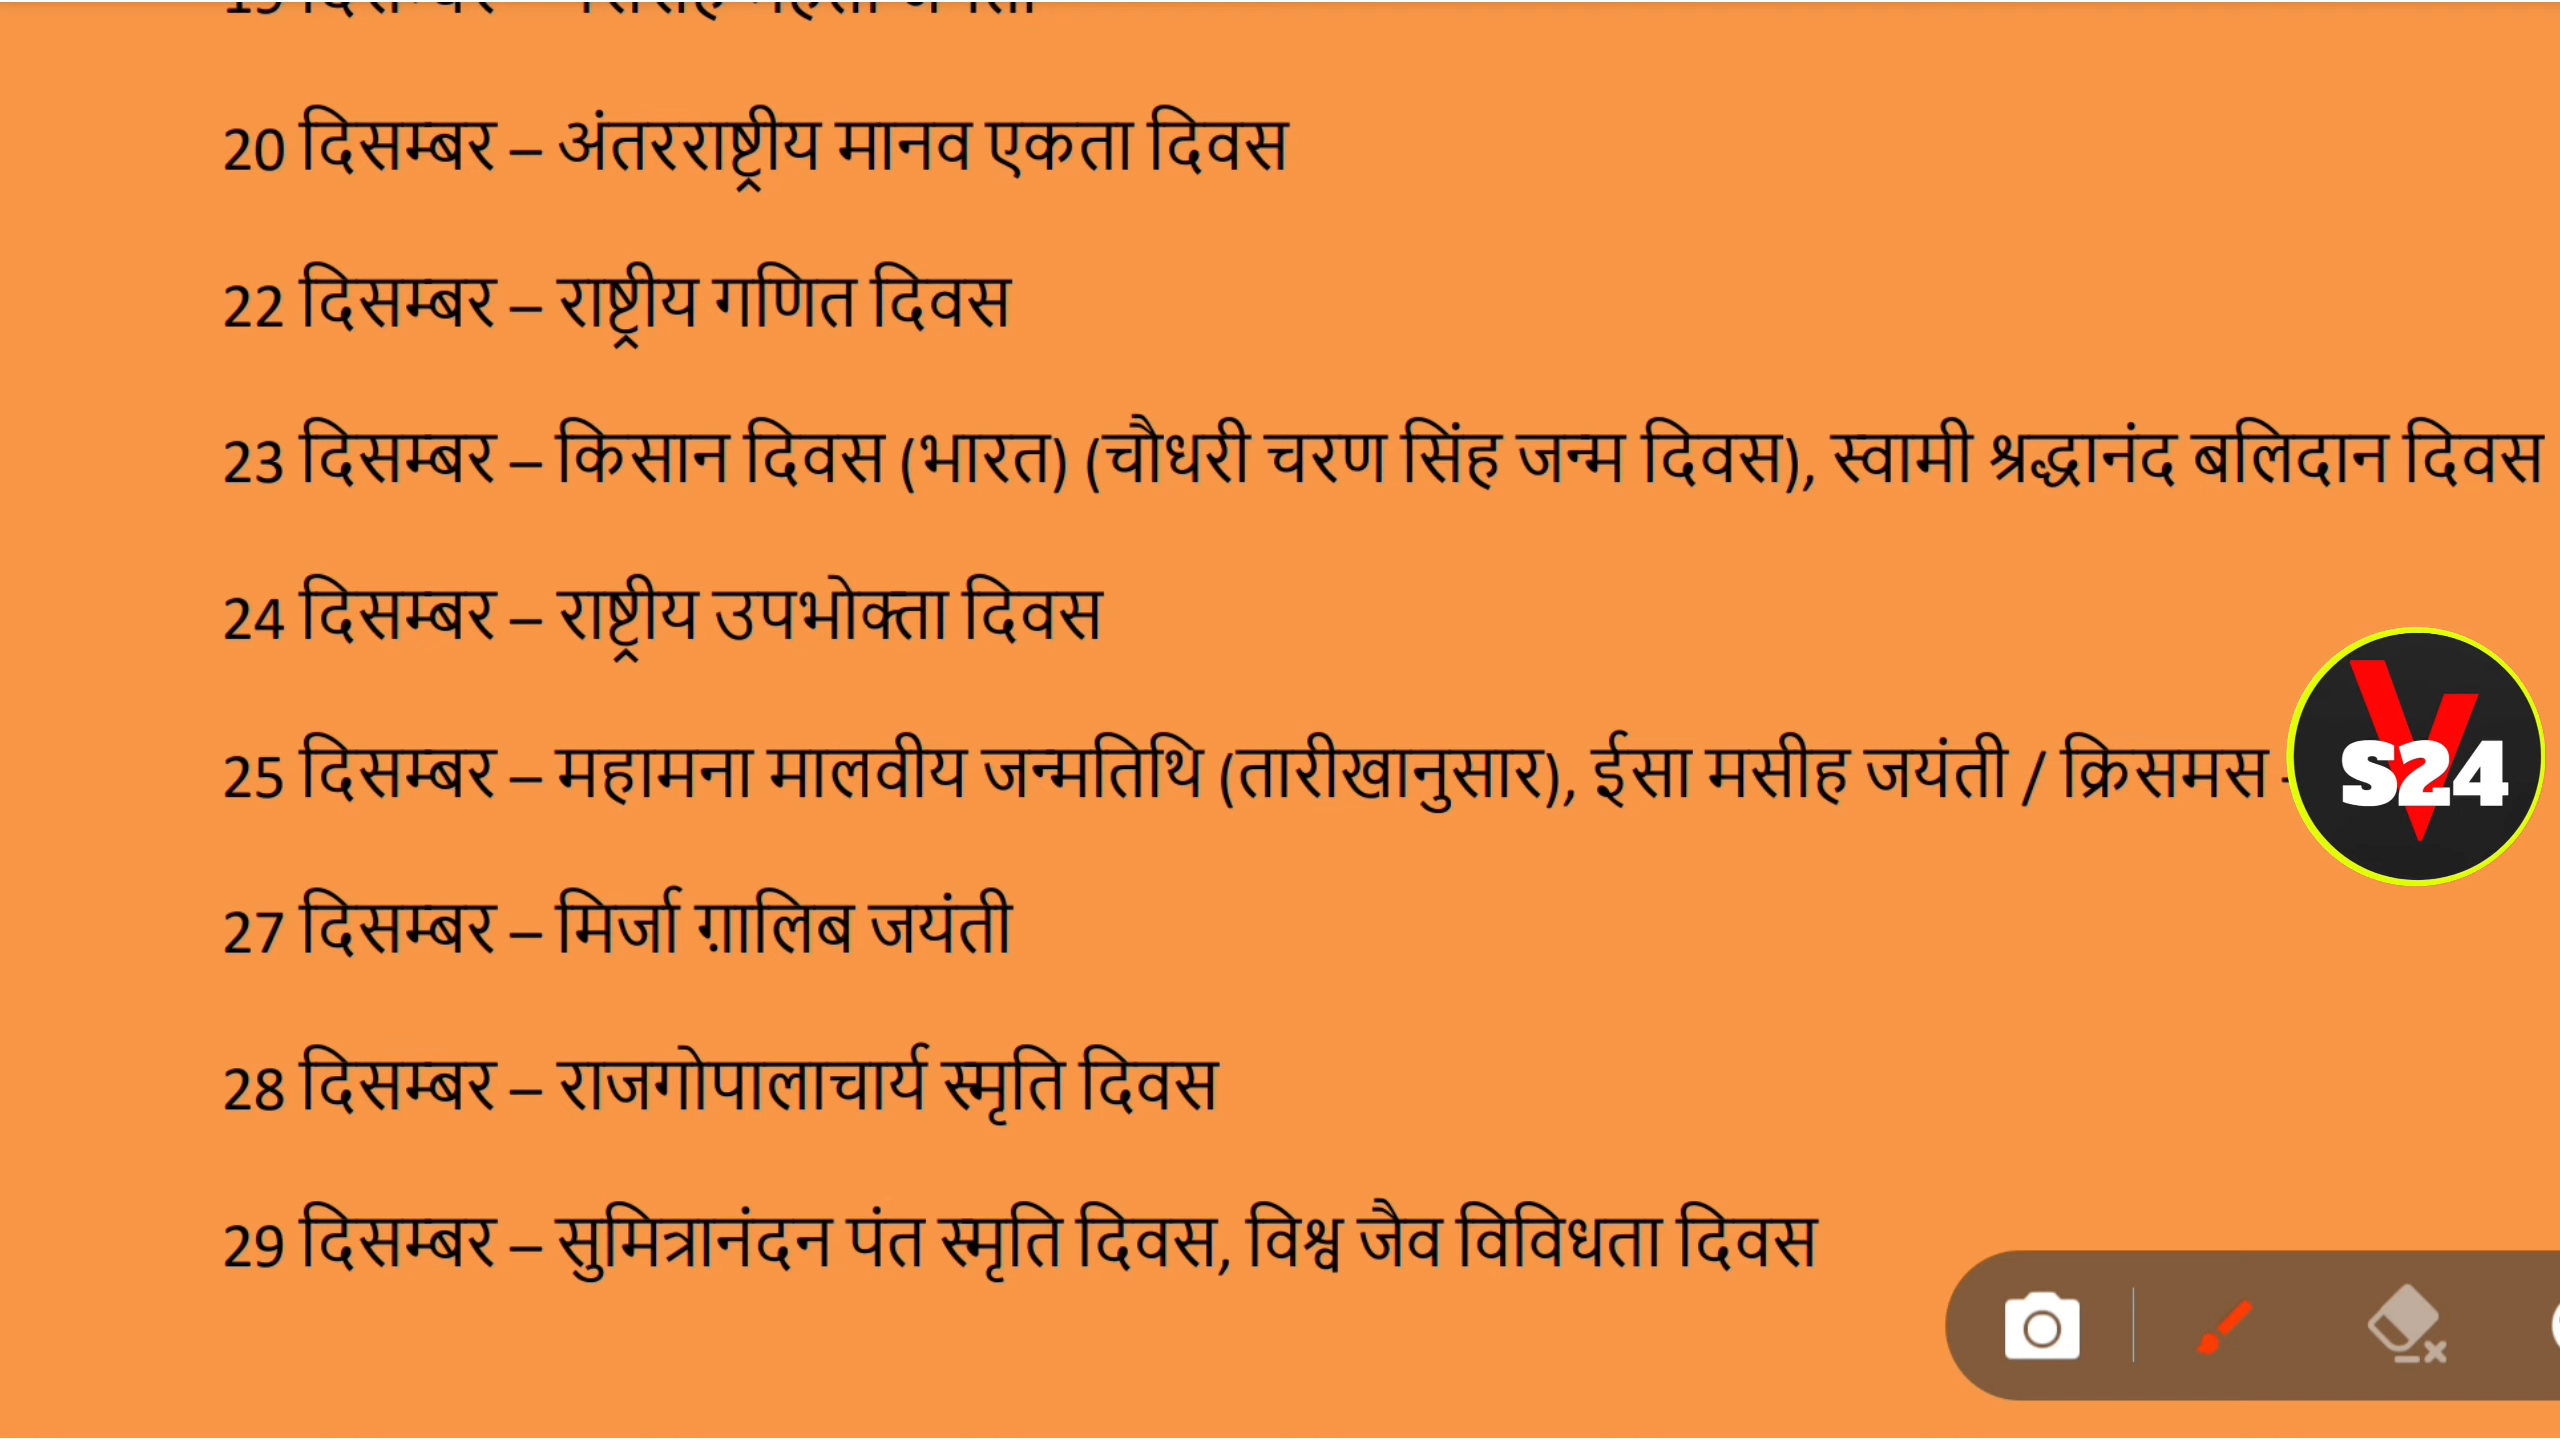 20 दिसम्बर – अंतरराष्ट्रीय मानव एकता दिवस
22 दिसम्बर – राष्ट्रीय गणित दिवस
23 दिसम्बर – किसान दिवस (भारत) (चौधरी चरण सिंह जन्म दिवस), स्वामी श्रद्धानंद बलिदान दिवस
24 दिसम्बर – राष्ट्रीय उपभोक्ता दिवस
25 दिसम्बर – महामना मालवीय जन्मतिथि (तारीखानुसार), ईसा मसीह जयंती / क्रिसमस -
VS24
27 दिसम्बर – मिर्जा ग़ालिब जयंती
28 दिसम्बर – राजगोपालाचार्य स्मृति दिवस
29 दिसम्बर – सुमित्रानंदन पंत स्मृति दिवस, विश्व जैव विविधता दिवस